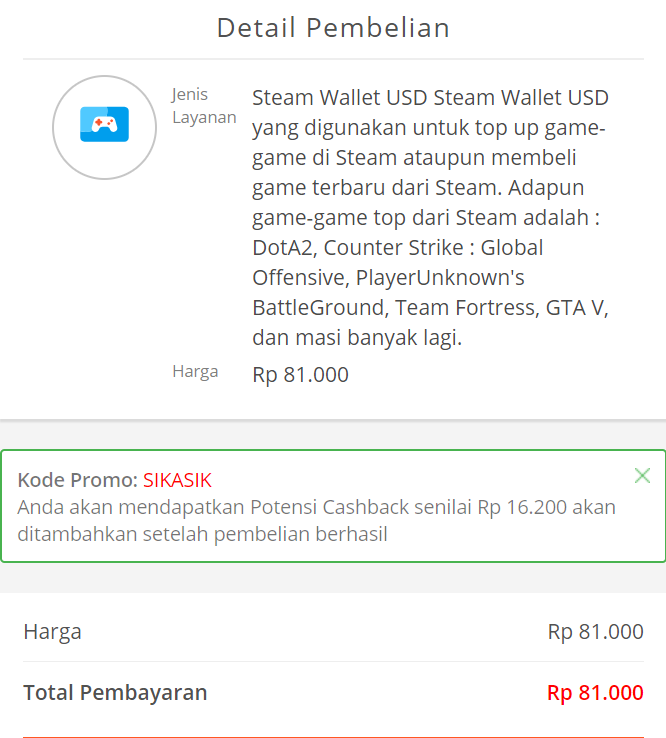 Detail Pembelian
Jenis
Layanan
Steam Wallet USD Steam Wallet USD
yang digunakan untuk top up game-
game di Steam ataupun membeli
game terbaru dari Steam. Adapun
game-game top dari Steam adalah :
DotA2, Counter Strike : Global
Offensive, PlayerUnknown's
BattleGround, Team Fortress, GTA V,
dan masi banyak lagi.
Harga Rp 81.000
Kode Promo: SIKASIK
Anda akan mendapatkan Potensi Cashback senilai Rp 16.200 akan
ditambahkan setelah pembelian berhasil
Harga Rp 81.000
Total Pembayaran Rp 81.000